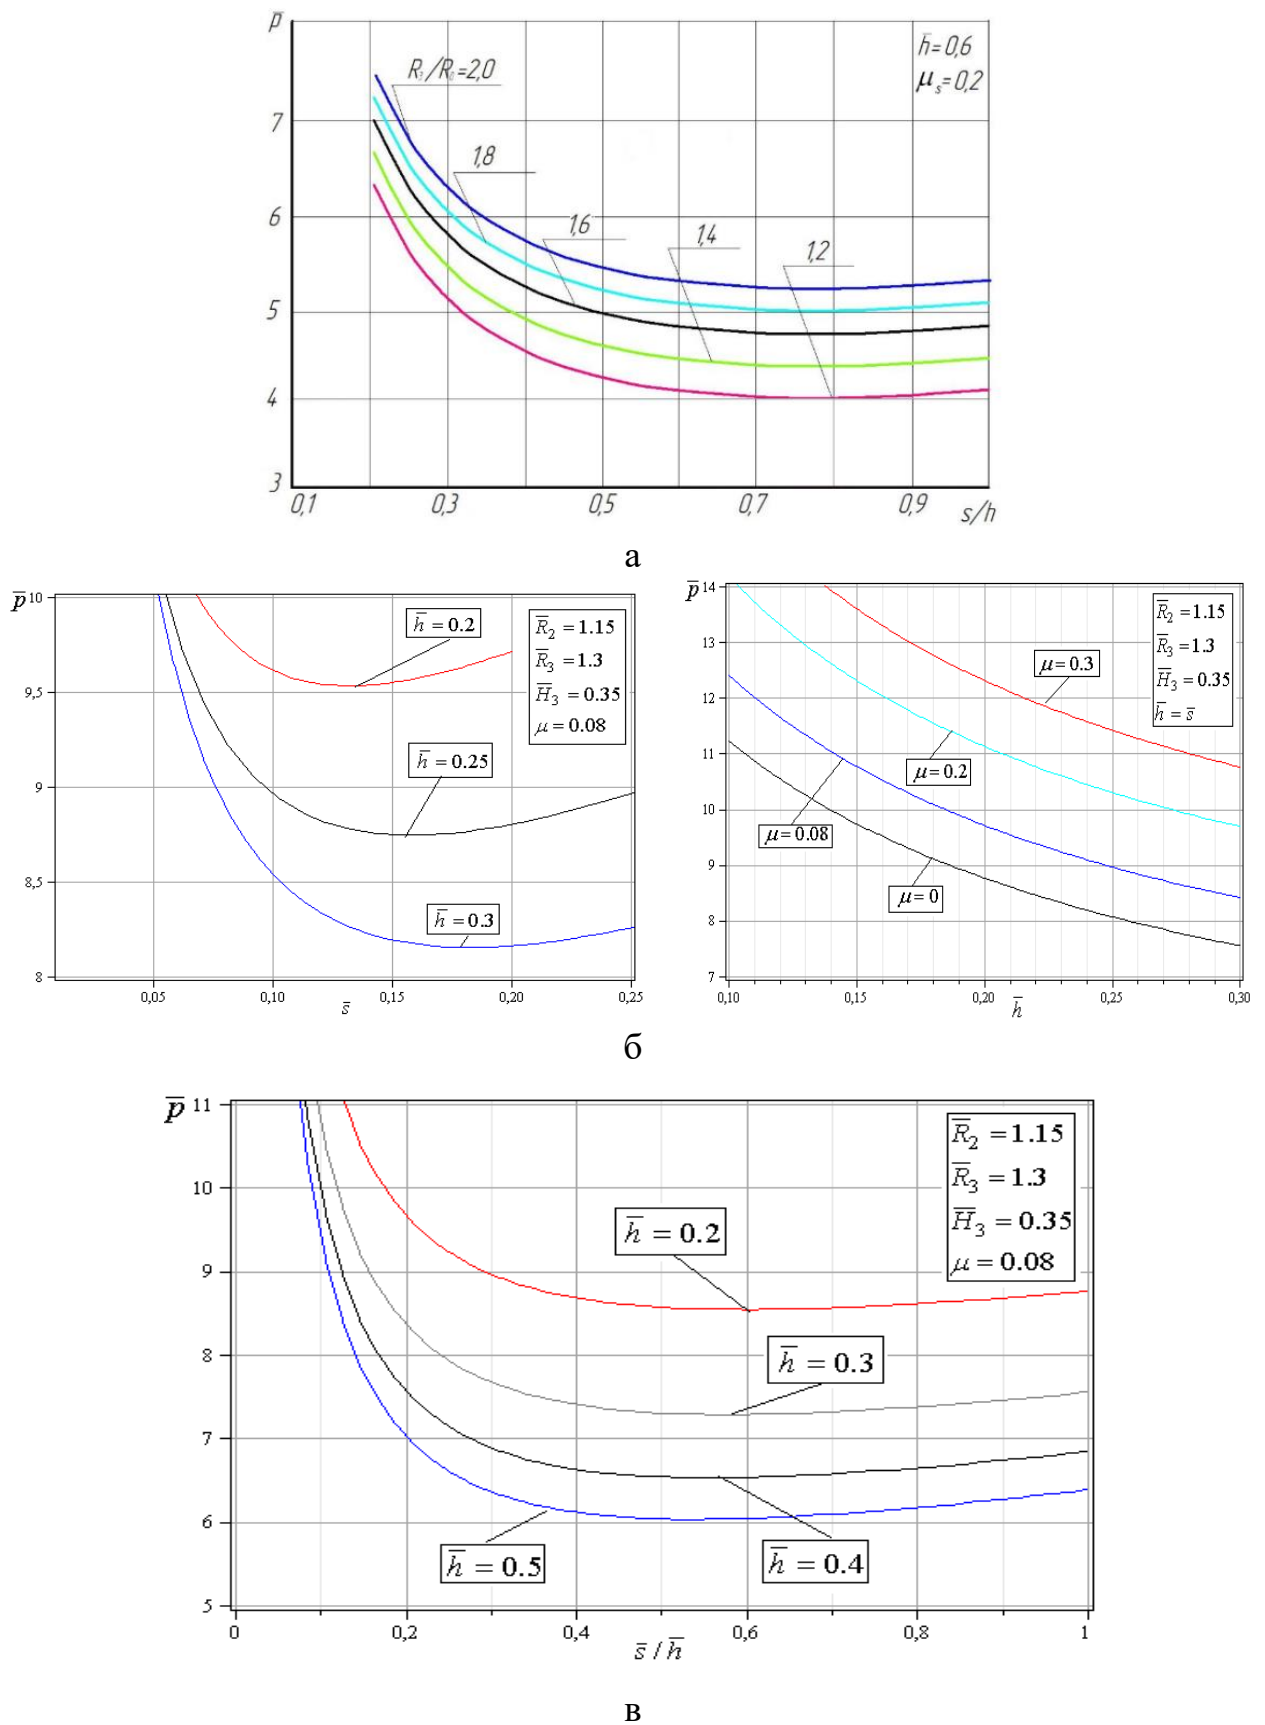 p̄
h̄=0,6
μs=0,2
R₃/R₀=2,0
7
1,8
6
1,6
1,4
1,2
5
4
3
0,1 0,3 0,5 0,7 0,9 s/h
а
p̄ 10
9,5
9
8,5
8
h̄ = 0.2
h̄ = 0.25
h̄ = 0.3
R̄₂ = 1.15
R̄₃ = 1.3
H̄₃ = 0.35
μ = 0.08
0,05 0,10 0,15 0,20 0,25
s̄
p̄ 14
13
12
11
10
9
8
7
μ = 0.3
μ = 0.2
μ = 0.08
μ = 0
R̄₂ = 1.15
R̄₃ = 1.3
H̄₃ = 0.35
h̄ = s̄
0,10 0,15 0,20 0,25 0,30
h̄
б
p̄ 11
10
9
8
7
6
5
R̄₂ = 1.15
R̄₃ = 1.3
H̄₃ = 0.35
μ = 0.08
h̄ = 0.2
h̄ = 0.3
h̄ = 0.5
h̄ = 0.4
0 0,2 0,4 0,6 0,8 1
s̄ / h̄
в